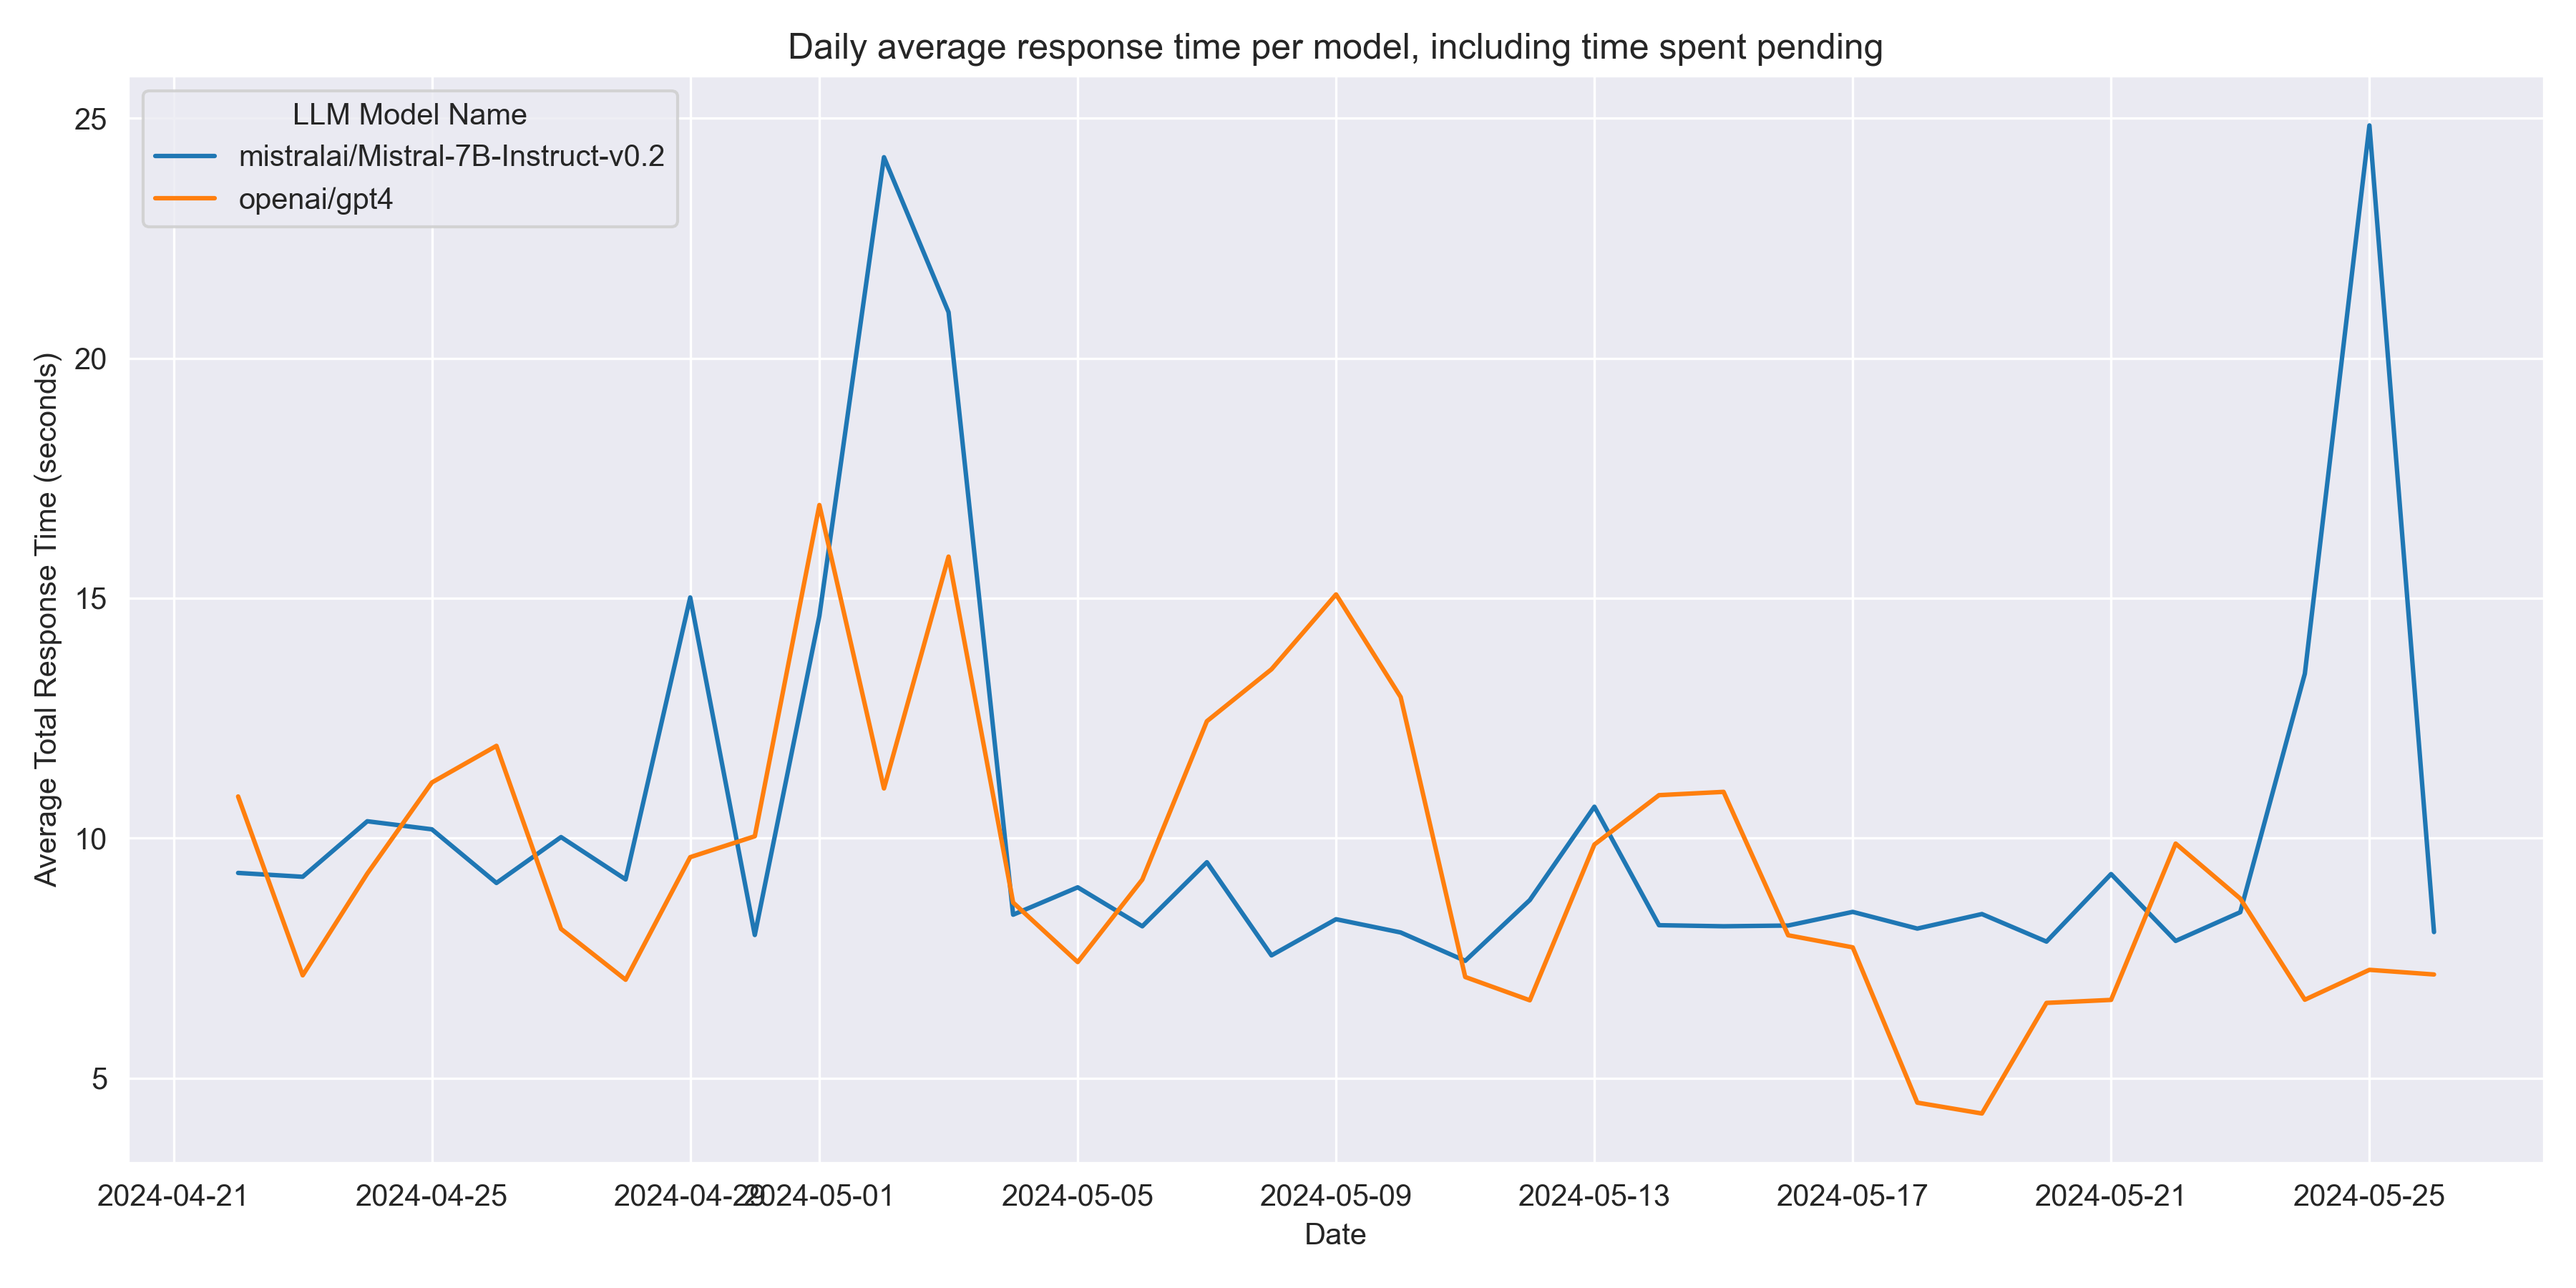 Daily average response time per model, including time spent pending
LLM Model Name
mistralai/Mistral-7B-Instruct-v0.2
openai/gpt4
Average Total Response Time (seconds)
25
20
15
10
5
2024-04-21 2024-04-25 2024-04-29 2024-05-01 2024-05-05 2024-05-09 2024-05-13 2024-05-17 2024-05-21 2024-05-25
Date